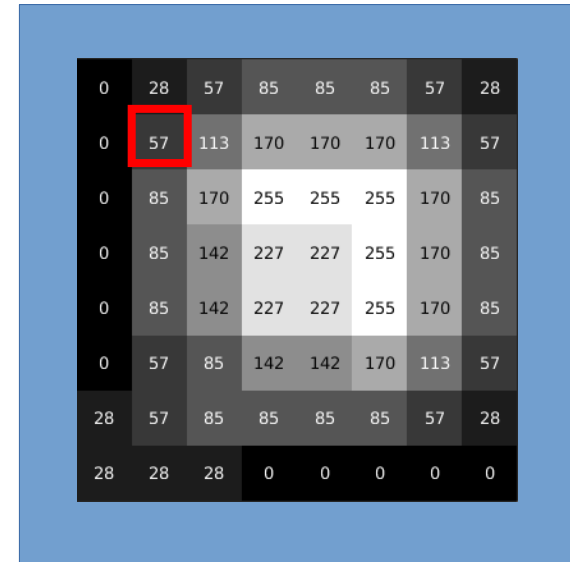 0 28 57 85 85 85 57 28
0 57 113 170 170 170 113 57
0 85 170 255 255 255 170 85
0 85 142 227 227 255 170 85
0 85 142 227 227 255 170 85
0 57 85 142 142 170 113 57
28 57 85 85 85 85 57 28
28 28 28 0 0 0 0 0